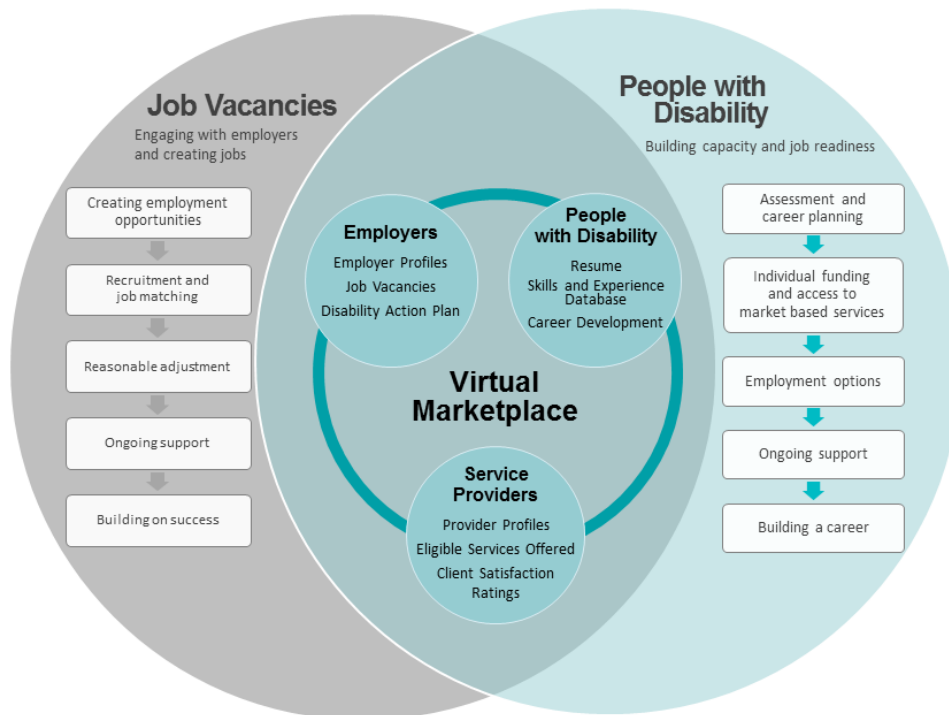 Job Vacancies
Engaging with employers
and creating jobs
Creating employment
opportunities
Recruitment and
job matching
Reasonable adjustment
Ongoing support
Building on success
Employers
Employer Profiles
Job Vacancies
Disability Action Plan
People
with Disability
Resume
Skills and Experience
Database
Career Development
Virtual
Marketplace
Service
Providers
Provider Profiles
Eligible Services Offered
Client Satisfaction
Ratings
People with
Disability
Building capacity and job readiness
Assessment and
career planning
Individual funding
and access to
market based services
Employment options
Ongoing support
Building a career